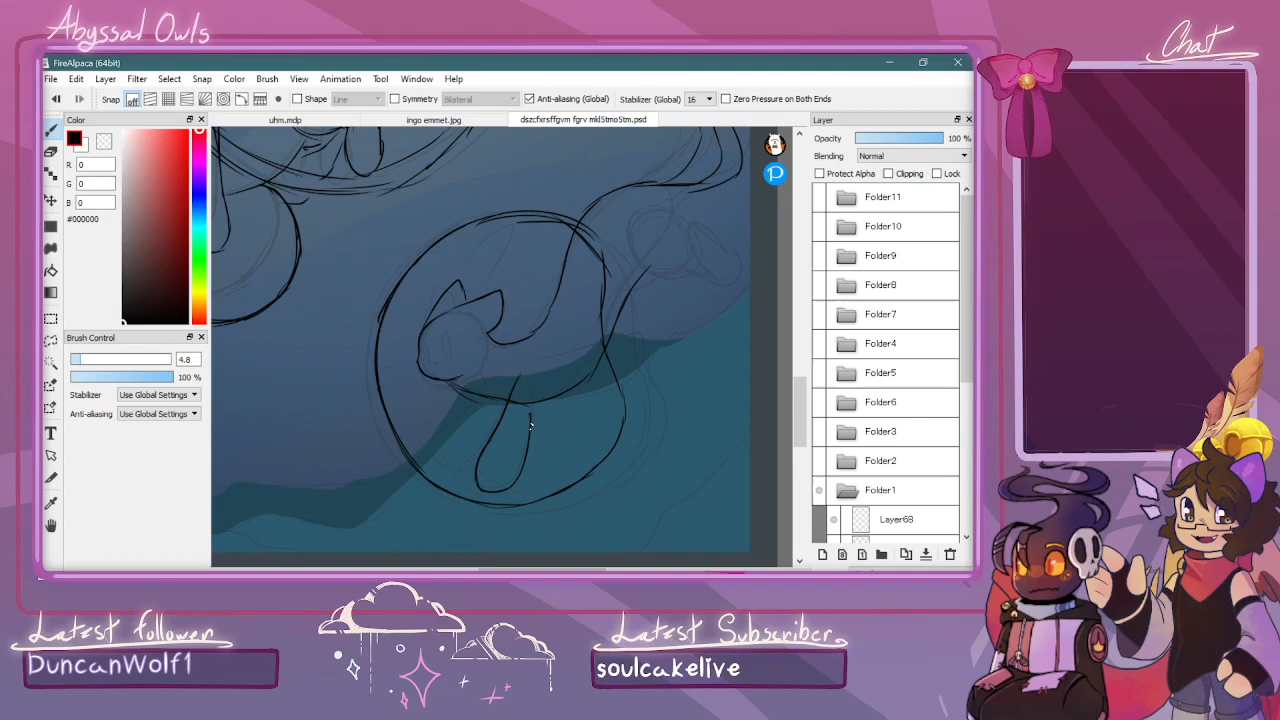 Abyssal Owls
Chat
FireAlpaca (64bit)
File Edit Layer Filter Select Snap Color Brush View Animation Tool Window Help
Snap off Shape Line Symmetry Bilateral Anti-aliasing (Global) Stabilizer (Global) 16 Zero Pressure on Both Ends
Color
uhm.mdp
ingo emmet.jpg
dszcfxrsffgvm fgrv mkl5tmo5tm.psd
Layer
R 0
G 0
B 0
#000000
Opacity 100 %
Blending Normal
Protect Alpha Clipping Lock
Folder11
Folder10
Folder9
Folder8
Folder7
Folder4
Folder5
Folder6
Folder3
Folder2
Folder1
Layer68
Brush Control
4.8
100 %
Stabilizer Use Global Settings
Anti-aliasing Use Global Settings
Latest follower
DuncanWolf1
Latest Subscriber
soulcakelive